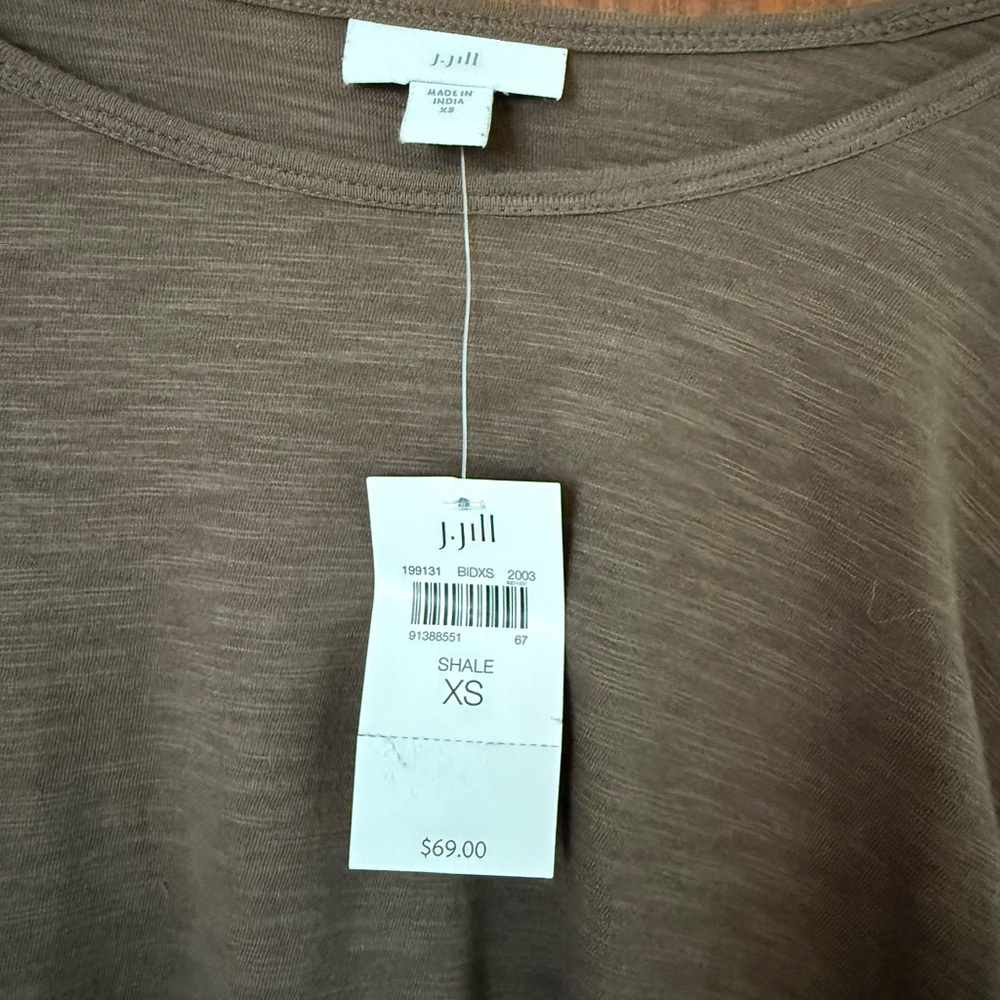 J.Jill
MADE IN
INDIA
XS
J.Jill
199131 BIDXS 2003
91388551 67
SHALE
XS
$69.00